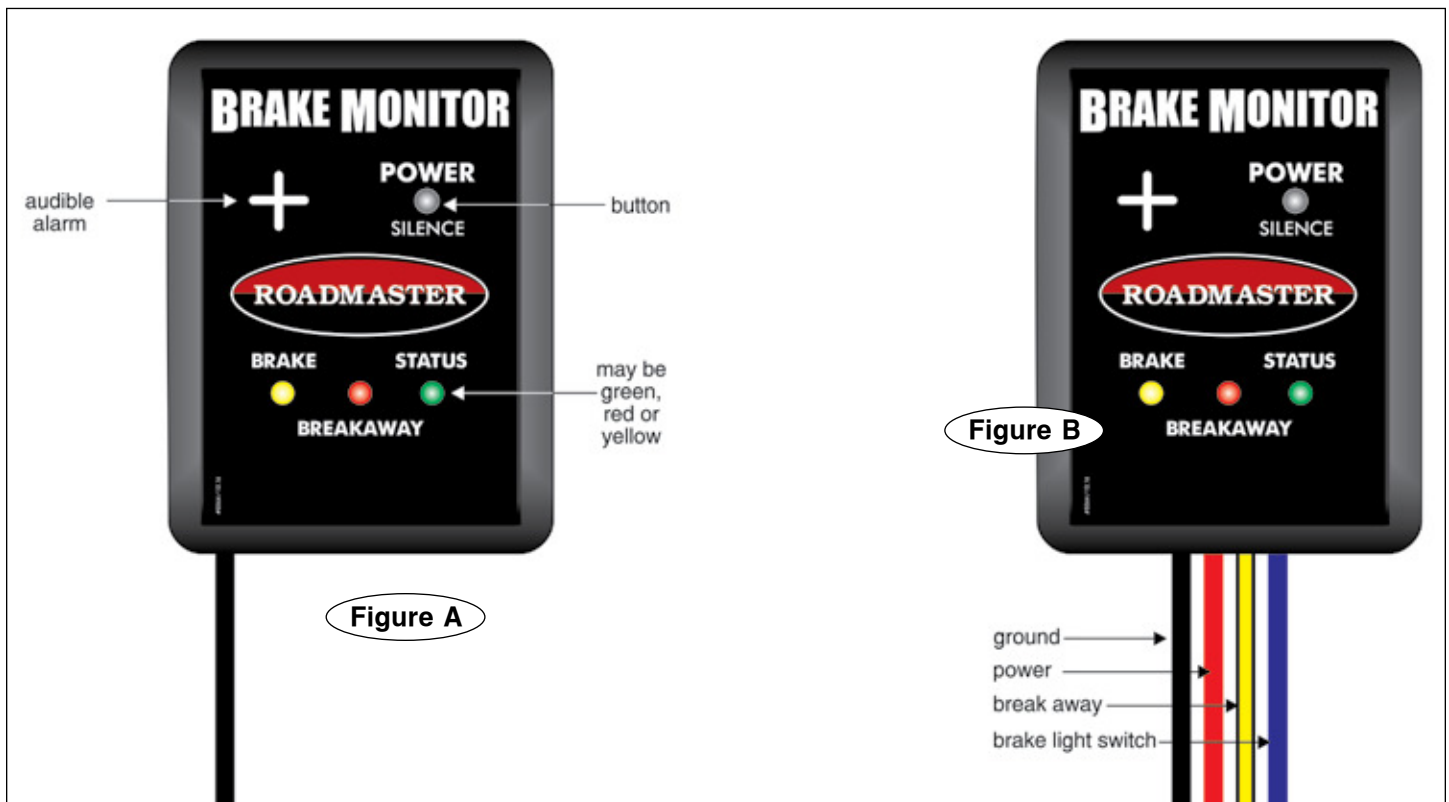 BRAKE MONITOR
audible
alarm
POWER
button
SILENCE
ROADMASTER
BRAKE STATUS
may be
green,
red or
yellow
BREAKAWAY
Figure A
BRAKE MONITOR
POWER
SILENCE
ROADMASTER
BRAKE STATUS
BREAKAWAY
Figure B
ground
power
break away
brake light switch